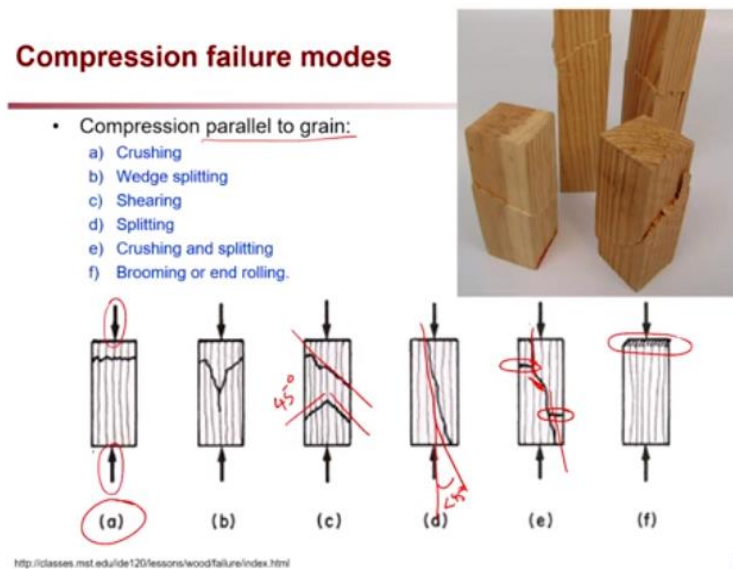 Compression failure modes
• Compression parallel to grain:
a) Crushing
b) Wedge splitting
c) Shearing
d) Splitting
e) Crushing and splitting
f) Brooming or end rolling.
45°
(a) (b) (c) (d) (e) (f)
http://classes.mst.edu/ide120/lessons/wood/failure/index.html